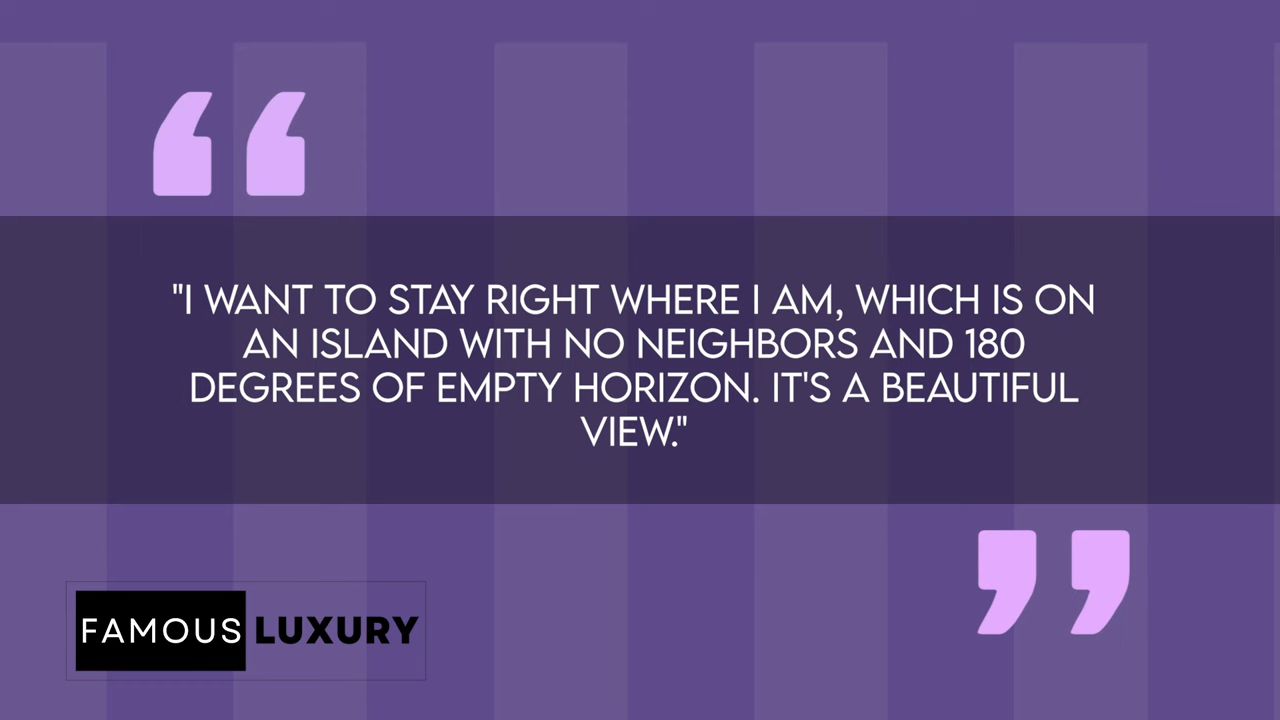 "I WANT TO STAY RIGHT WHERE I AM, WHICH IS ON
AN ISLAND WITH NO NEIGHBORS AND 180
DEGREES OF EMPTY HORIZON. IT'S A BEAUTIFUL
VIEW."
FAMOUS LUXURY